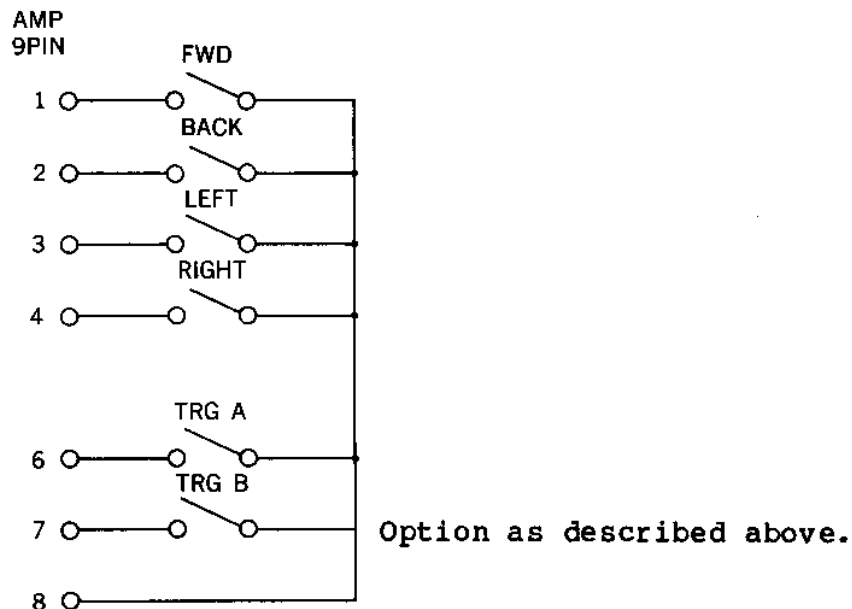 AMP
9PIN
FWD
1
BACK
2
LEFT
3
RIGHT
4
TRG A
6
TRG B
7 Option as described above.
8